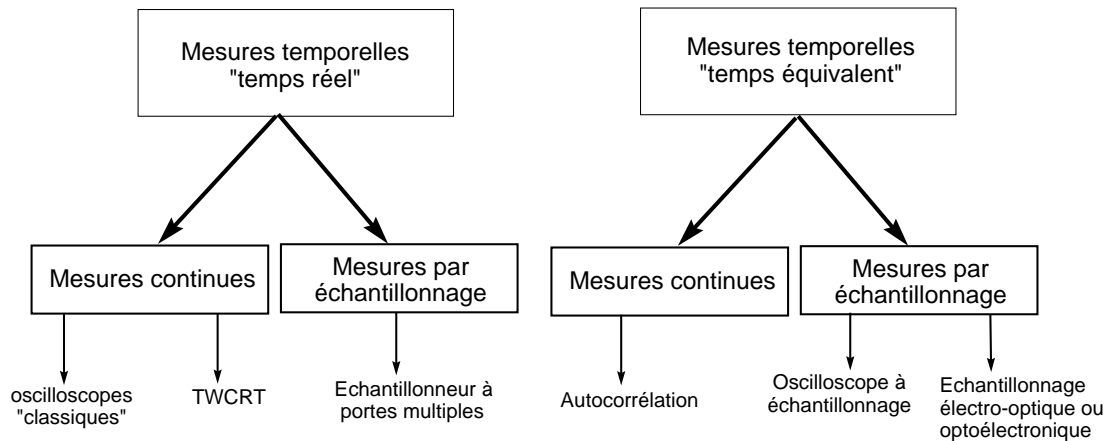 Mesures temporelles
"temps réel"
Mesures temporelles
"temps équivalent"
Mesures continues
Mesures par
échantillonnage
Mesures continues
Mesures par
échantillonnage
oscilloscopes
"classiques"
TWCRT
Echantillonneur à
portes multiples
Autocorrélation
Oscilloscope à
échantillonnage
Echantillonnage
électro-optique ou
optoélectronique